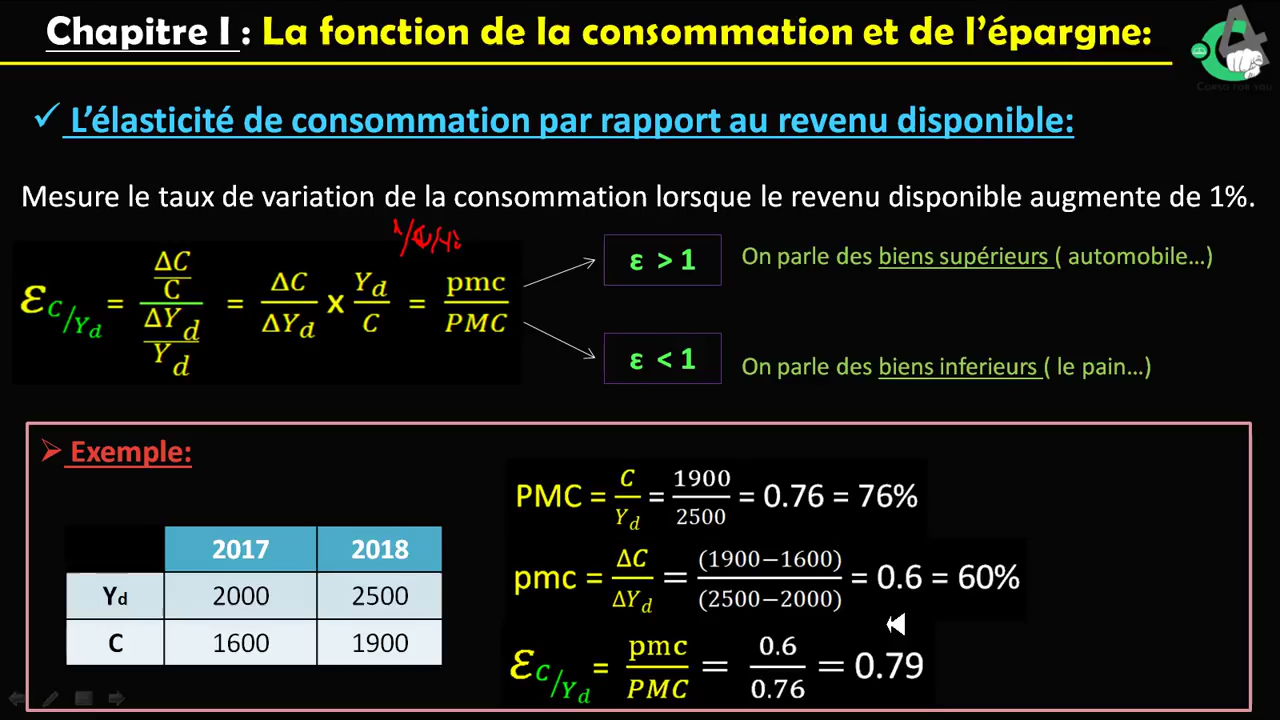 Chapitre I : La fonction de la consommation et de l'épargne:
CURSO FOR YOU
✓ L'élasticité de consommation par rapport au revenu disponible:
Mesure le taux de variation de la consommation lorsque le revenu disponible augmente de 1%.
Ɛ C/Yd = (ΔC/C)/(ΔYd/Yd) = ΔC/ΔYd x Yd/C = pmc/PMC
ε > 1 On parle des biens supérieurs ( automobile...)
ε < 1 On parle des biens inferieurs ( le pain...)
➢ Exemple:
2017 2018
Yd 2000 2500
C 1600 1900
PMC = C/Yd = 1900/2500 = 0.76 = 76%
pmc = ΔC/ΔYd = (1900−1600)/(2500−2000) = 0.6 = 60%
Ɛ C/Yd = pmc/PMC = 0.6/0.76 = 0.79